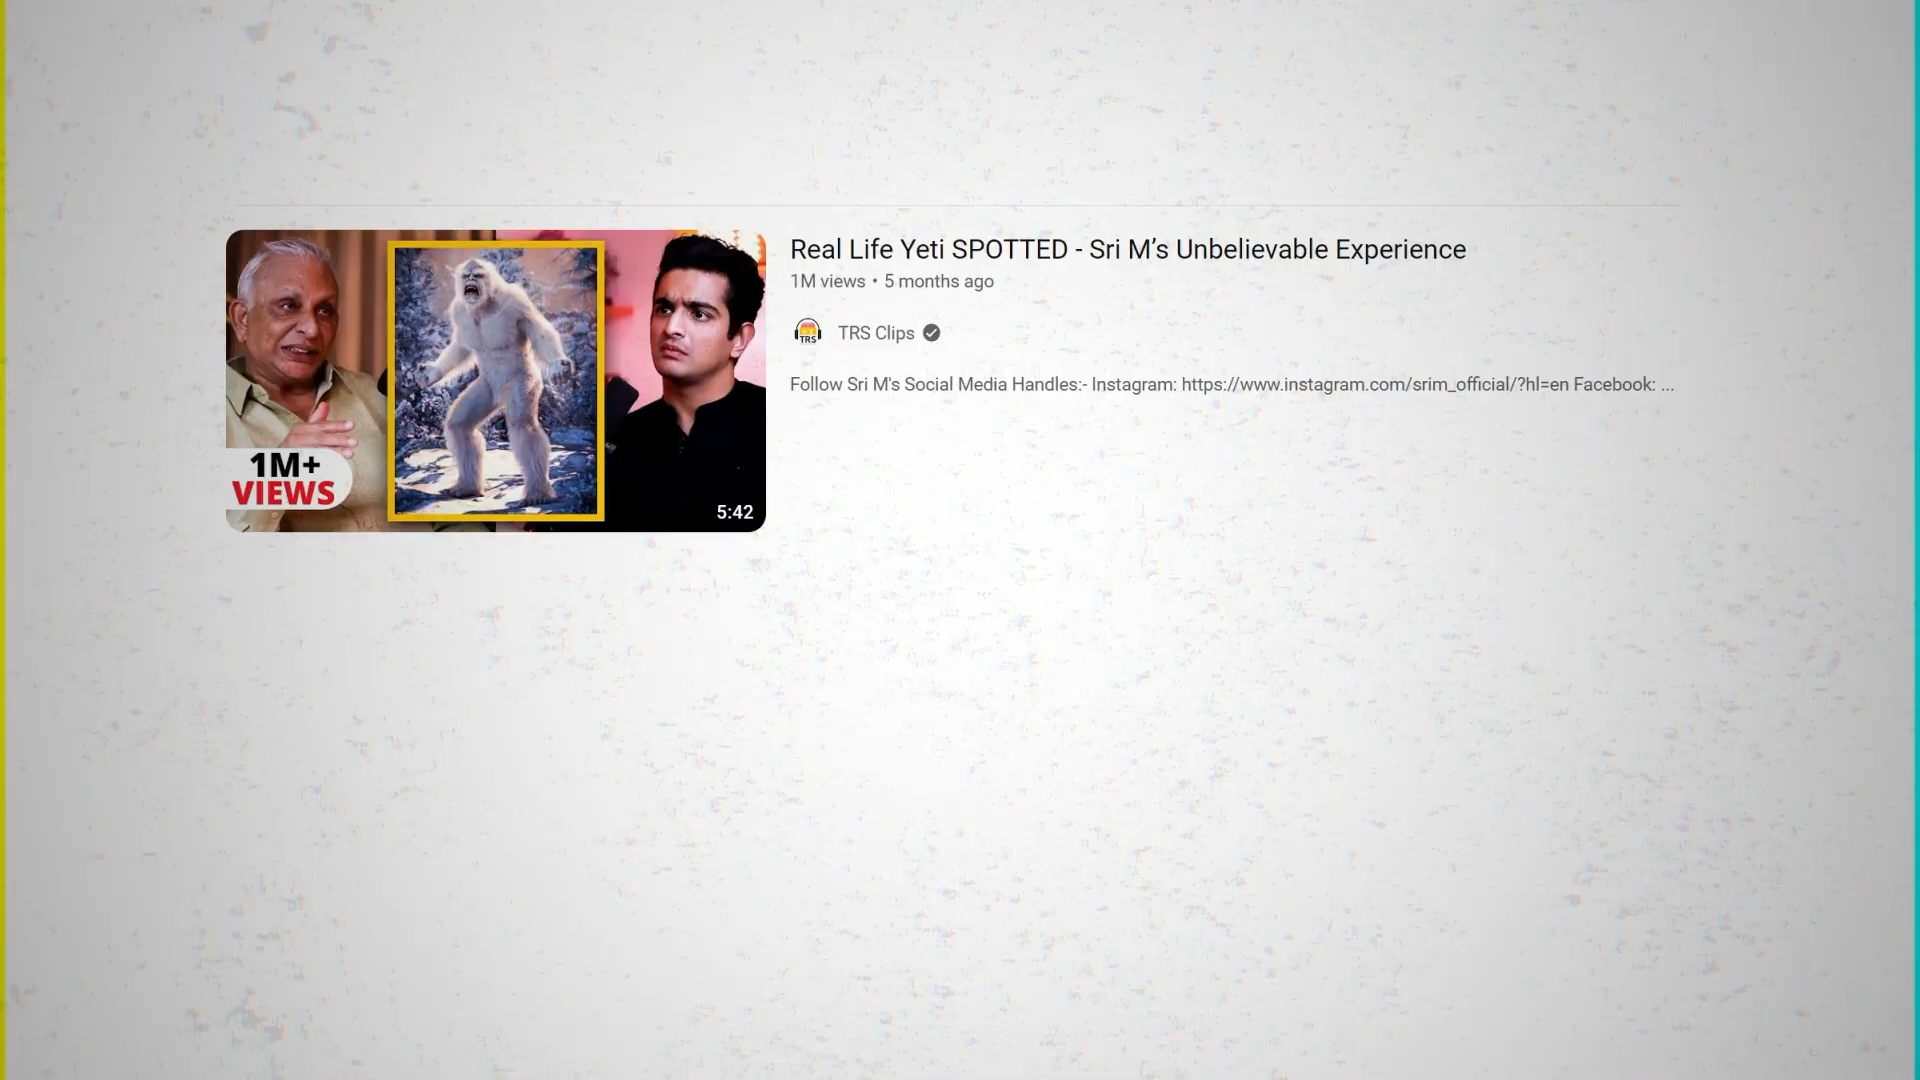 1M+
VIEWS
5:42
Real Life Yeti SPOTTED - Sri M’s Unbelievable Experience
1M views • 5 months ago
TRS
TRS Clips
Follow Sri M's Social Media Handles:- Instagram: https://www.instagram.com/srim_official/?hl=en Facebook: ...